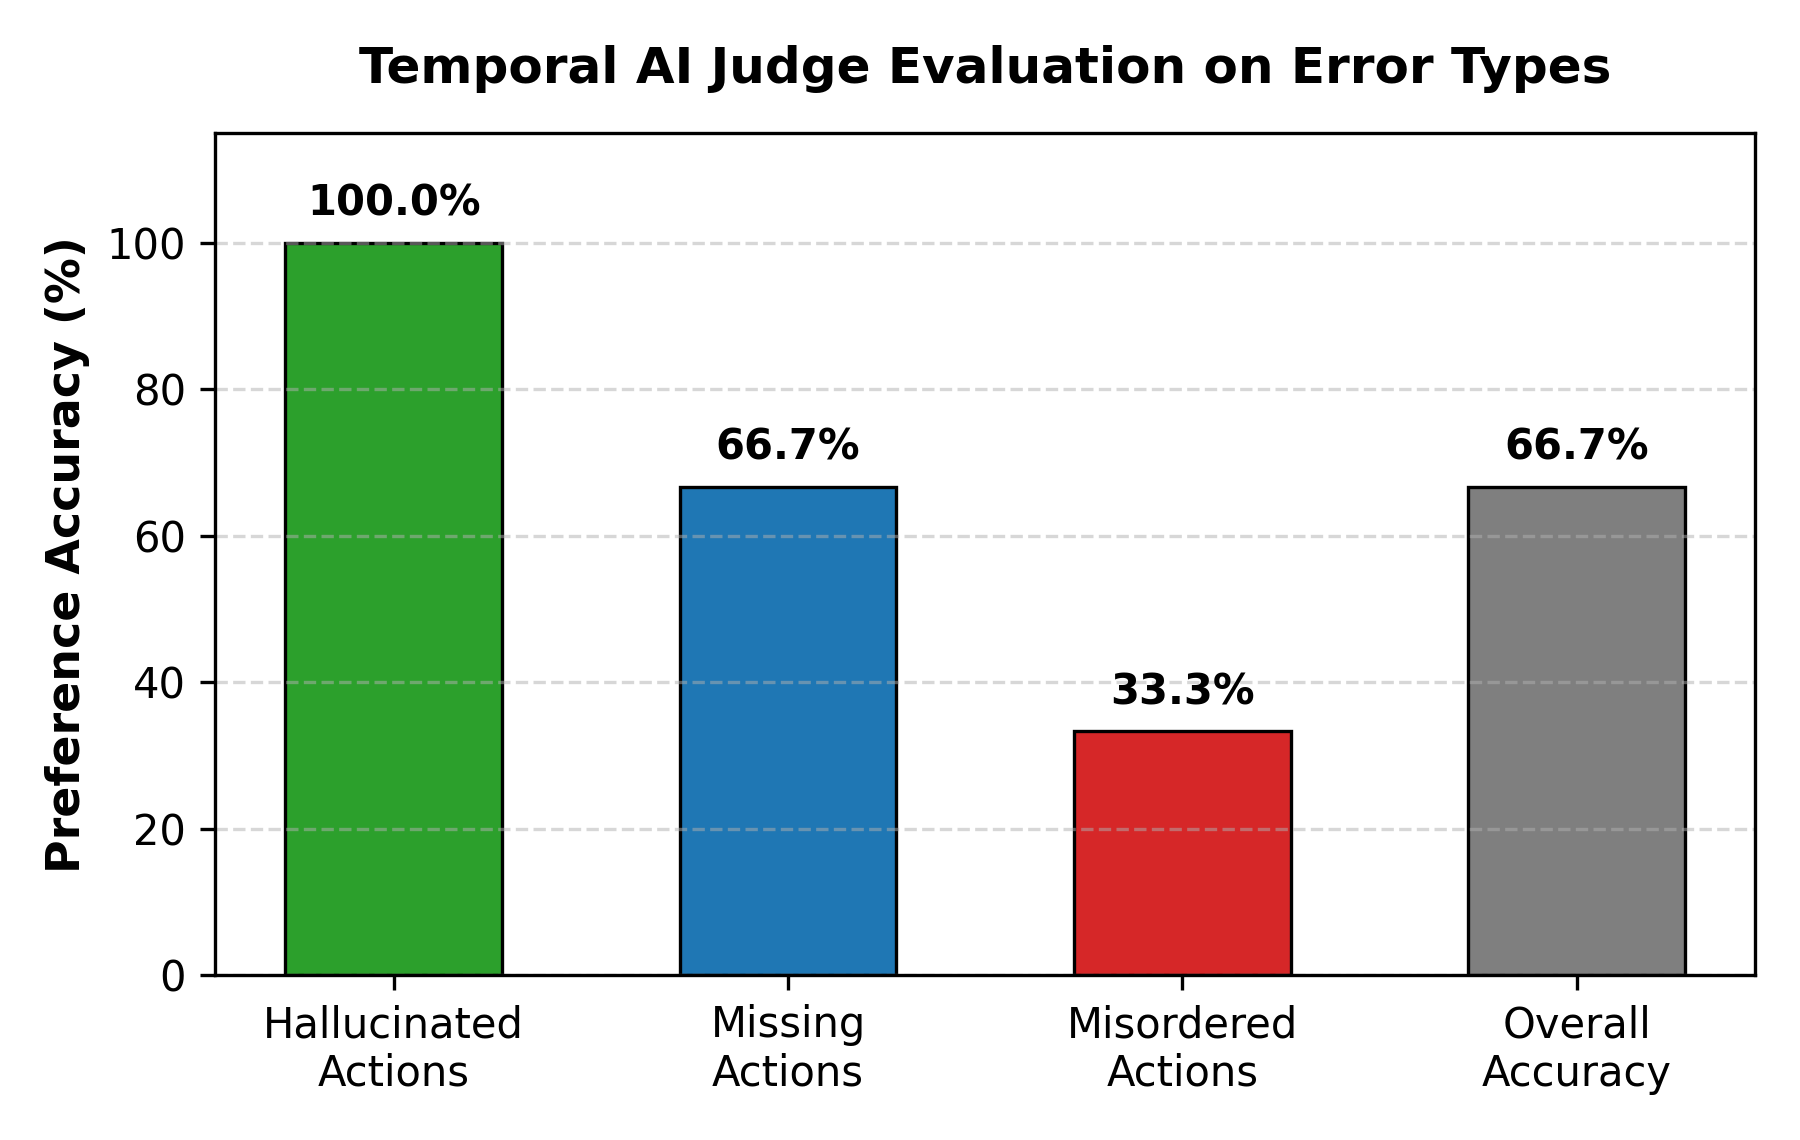 Temporal AI Judge Evaluation on Error Types
Preference Accuracy (%)
100
80
60
40
20
0
100.0%
66.7%
33.3%
66.7%
Hallucinated
Actions
Missing
Actions
Misordered
Actions
Overall
Accuracy